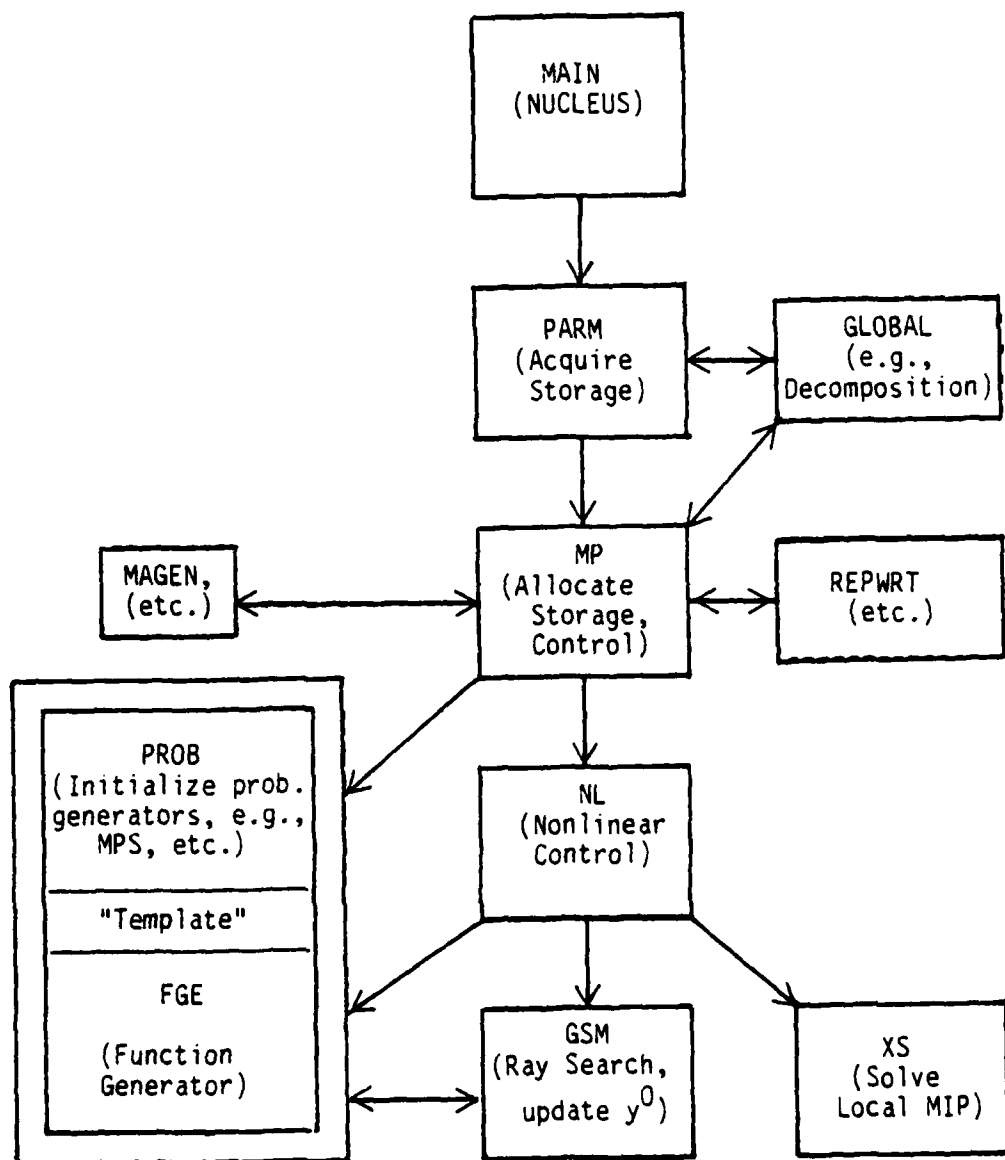 MAIN
(NUCLEUS)
PARM
(Acquire
Storage)
GLOBAL
(e.g.,
Decomposition)
MAGEN,
(etc.)
MP
(Allocate
Storage,
Control)
REPWRT
(etc.)
PROB
(Initialize prob.
generators, e.g.,
MPS, etc.)
"Template"
FGE
(Function
Generator)
NL
(Nonlinear
Control)
GSM
(Ray Search,
update y⁰)
XS
(Solve
Local MIP)